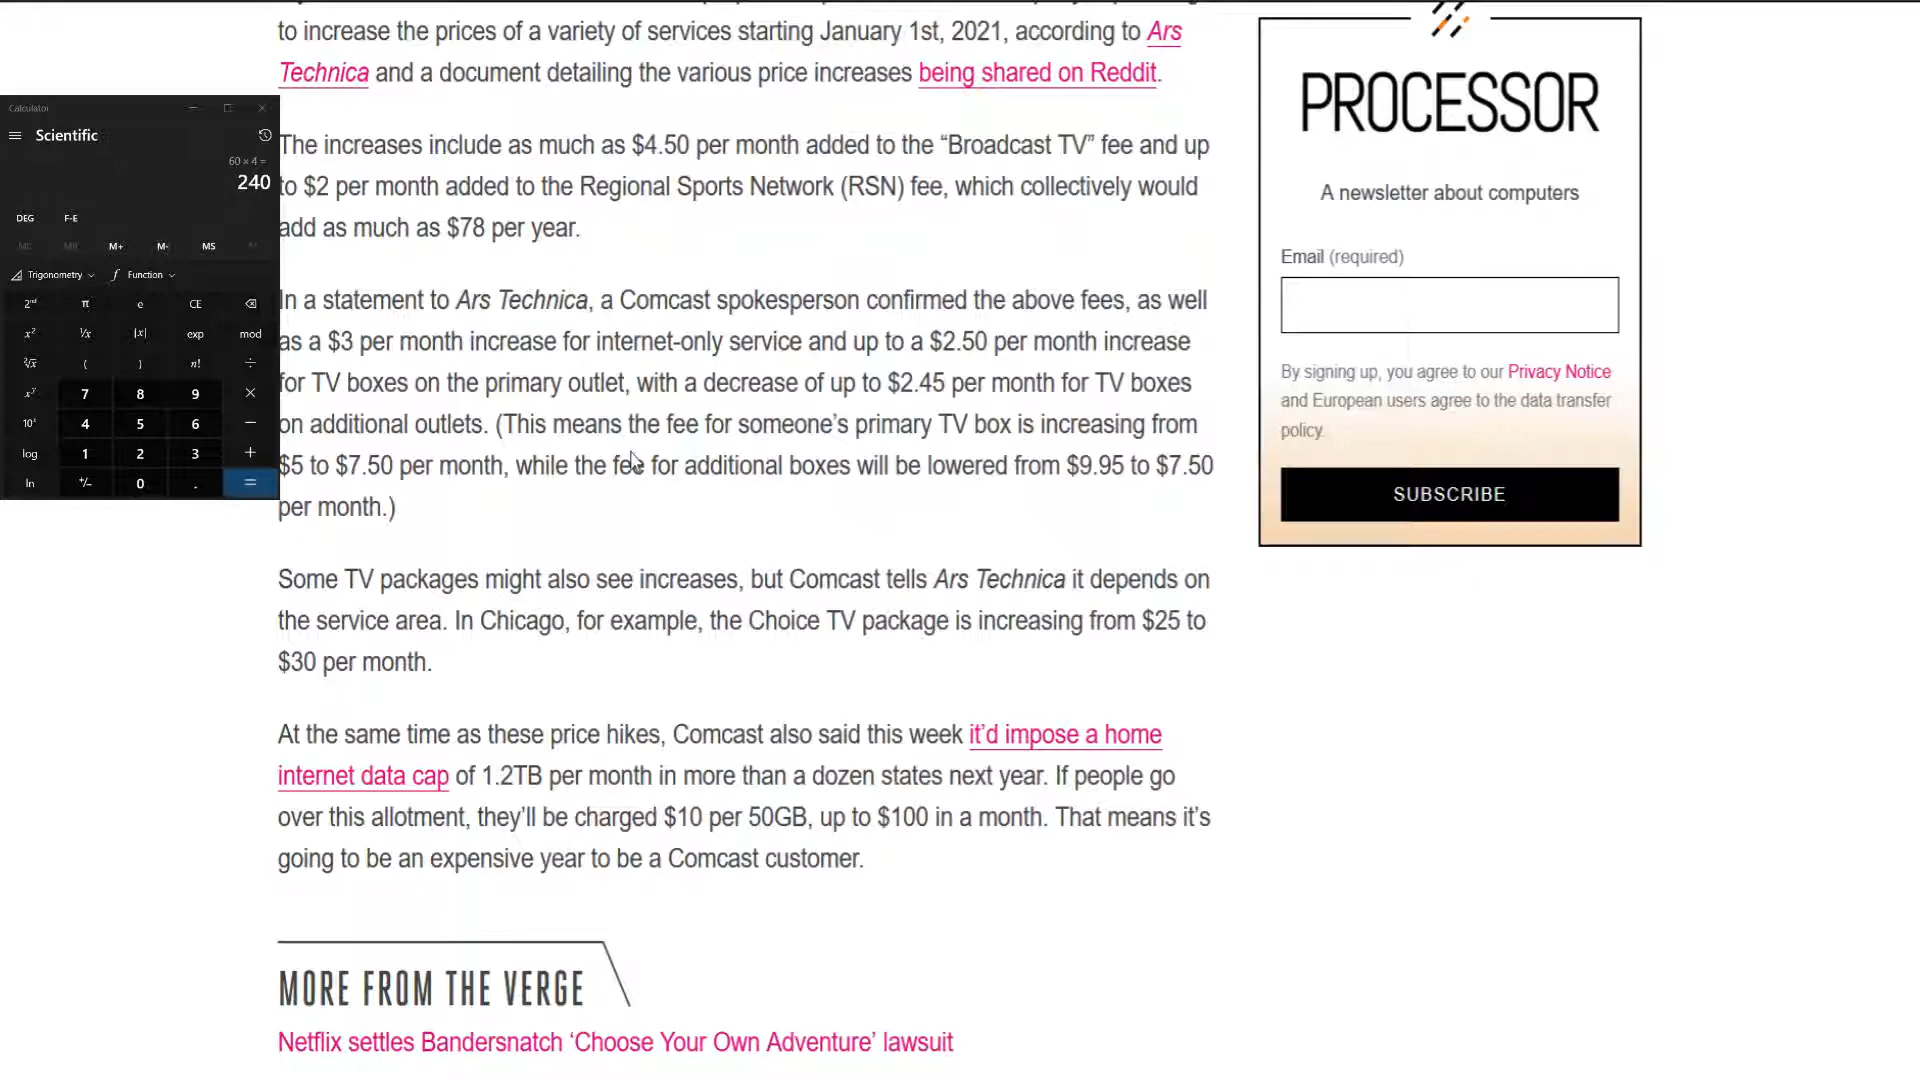 to increase the prices of a variety of services starting January 1st, 2021, according to Ars
Technica and a document detailing the various price increases being shared on Reddit.
The increases include as much as $4.50 per month added to the “Broadcast TV” fee and up
to $2 per month added to the Regional Sports Network (RSN) fee, which collectively would
add as much as $78 per year.
In a statement to Ars Technica, a Comcast spokesperson confirmed the above fees, as well
as a $3 per month increase for internet-only service and up to a $2.50 per month increase
for TV boxes on the primary outlet, with a decrease of up to $2.45 per month for TV boxes
on additional outlets. (This means the fee for someone’s primary TV box is increasing from
$5 to $7.50 per month, while the fee for additional boxes will be lowered from $9.95 to $7.50
per month.)
Some TV packages might also see increases, but Comcast tells Ars Technica it depends on
the service area. In Chicago, for example, the Choice TV package is increasing from $25 to
$30 per month.
At the same time as these price hikes, Comcast also said this week it’d impose a home
internet data cap of 1.2TB per month in more than a dozen states next year. If people go
over this allotment, they’ll be charged $10 per 50GB, up to $100 in a month. That means it’s
going to be an expensive year to be a Comcast customer.
MORE FROM THE VERGE
Netflix settles Bandersnatch ‘Choose Your Own Adventure’ lawsuit
Calculator
Scientific
60 × 4 =
240
DEG F-E
MC MR M+ M- MS
Trigonometry Function
2nd π e CE
x² ¹/x |x| exp mod
²√x ( ) n! ÷
xʸ 7 8 9 ×
10ˣ 4 5 6 −
log 1 2 3 +
ln +/- 0 . =
PROCESSOR
A newsletter about computers
Email (required)
By signing up, you agree to our Privacy Notice
and European users agree to the data transfer
policy.
SUBSCRIBE